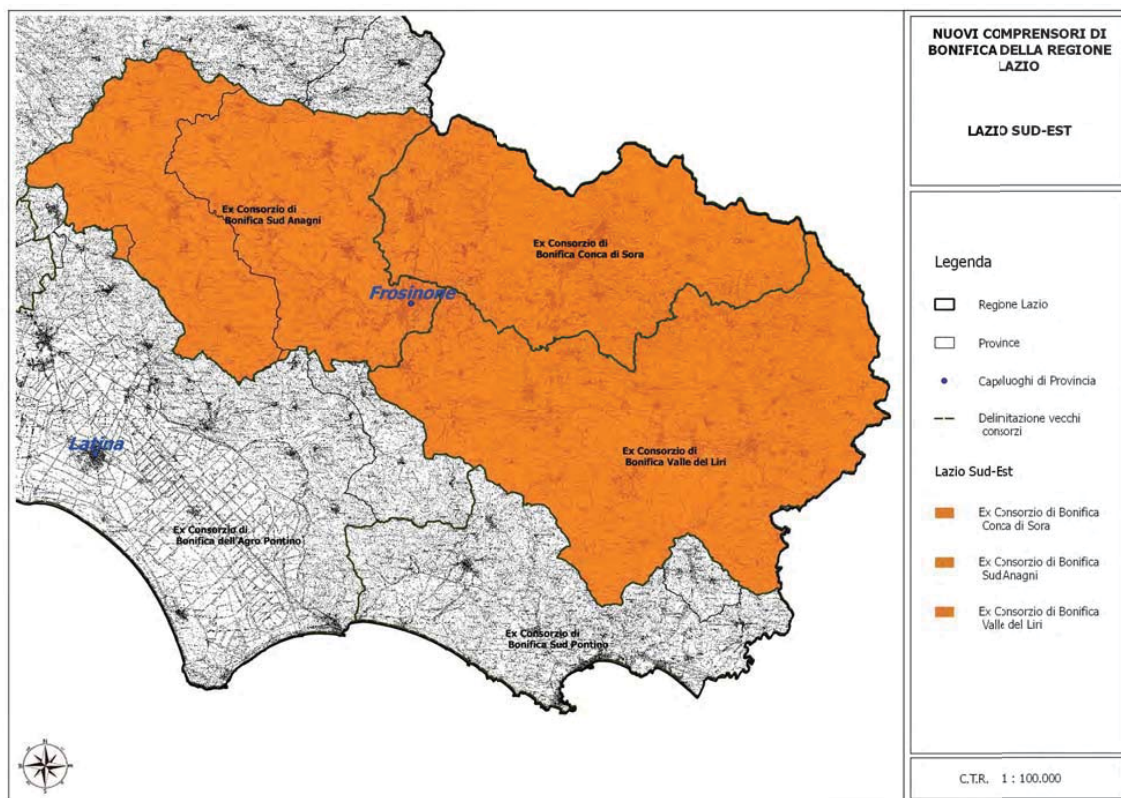 NUOVI COMPRENSORI DI
BONIFICA DELLA REGIONE
LAZIO
LAZIO SUD-EST
Ex Consorzio di
Bonifica Sud Anagni
Ex Consorzio di
Bonifica Conca di Sora
Frosinone
Ex Consorzio di
Bonifica Valle del Liri
Latina
Ex Consorzio di
Bonifica dell'Agro Pontino
Ex Consorzio di
Bonifica Sud Pontino
N
Legenda
Regione Lazio
Province
Capoluoghi di Provincia
Delimitazione vecchi
consorzi
Lazio Sud-Est
Ex Consorzio di Bonifica
Conca di Sora
Ex Consorzio di Bonifica
Sud Anagni
Ex Consorzio di Bonifica
Valle del Liri
C.T.R. 1 : 100.000